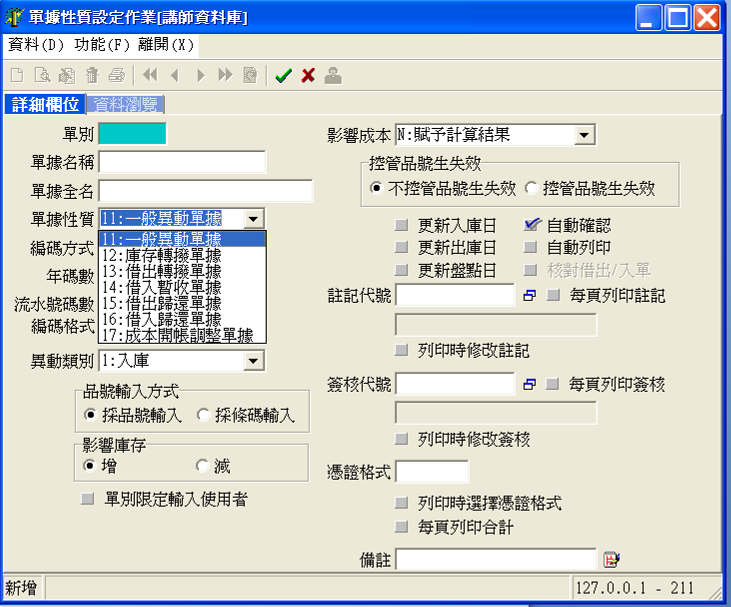 單據性質設定作業[講師資料庫]
資料(D) 功能(F) 離開(X)
詳細欄位 資料瀏覽
單別
單據名稱
單據全名
單據性質 11:一般異動單據
11:一般異動單據
12:庫存轉撥單據
13:借出轉撥單據
14:借入暫收單據
15:借出歸還單據
16:借入歸還單據
17:成本開帳調整單據
編碼方式
年碼數
流水號碼數
編碼格式
異動類別 1:入庫
品號輸入方式
採品號輸入 採條碼輸入
影響庫存
增 減
單別限定輸入使用者
影響成本 N:賦予計算結果
控管品號生失效
不控管品號生失效 控管品號生失效
更新入庫日 自動確認
更新出庫日 自動列印
更新盤點日 核對借出/入單
註記代號 每頁列印註記
列印時修改註記
簽核代號 每頁列印簽核
列印時修改簽核
憑證格式
列印時選擇憑證格式
每頁列印合計
備註
新增 127.0.0.1 - 211